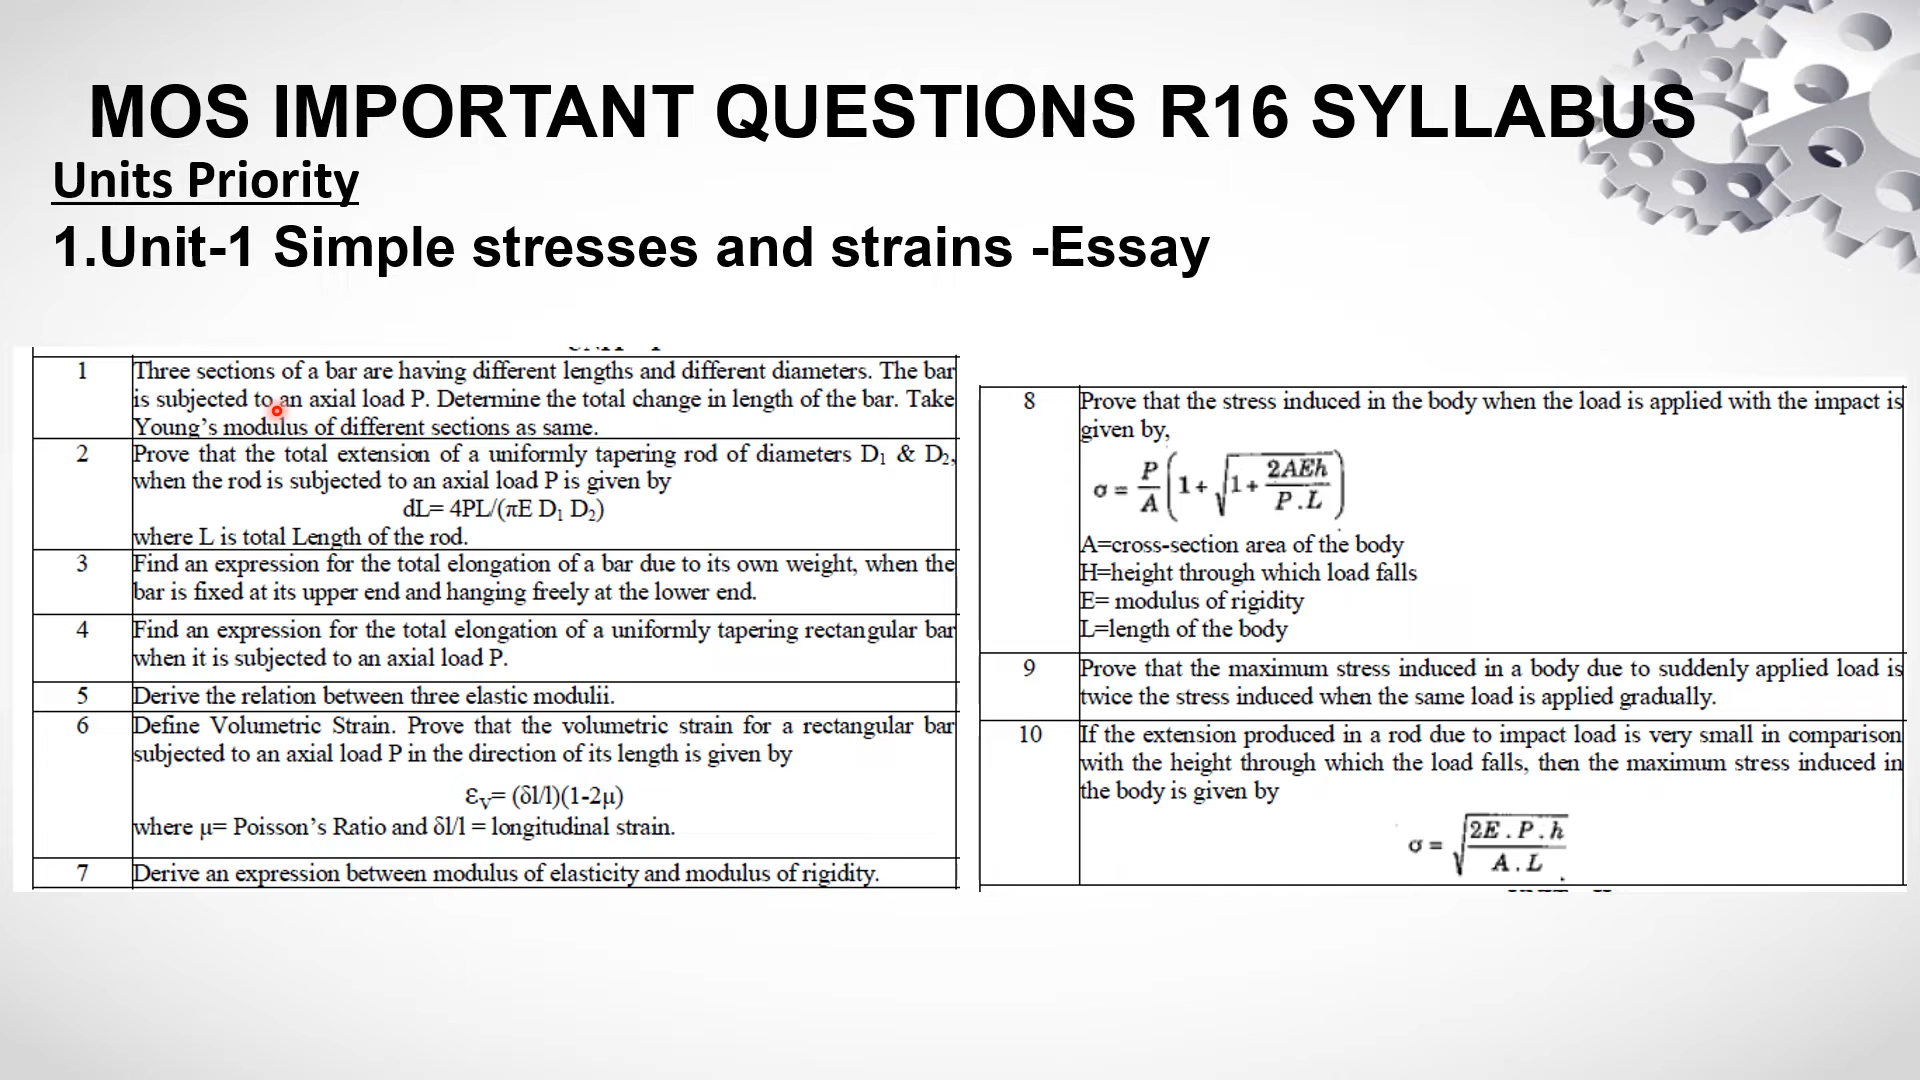 MOS IMPORTANT QUESTIONS R16 SYLLABUS
Units Priority
1.Unit-1 Simple stresses and strains -Essay
1 Three sections of a bar are having different lengths and different diameters. The bar
is subjected to an axial load P. Determine the total change in length of the bar. Take
Young’s modulus of different sections as same.
2 Prove that the total extension of a uniformly tapering rod of diameters D₁ & D₂,
when the rod is subjected to an axial load P is given by
dL= 4PL/(πE D₁ D₂)
where L is total Length of the rod.
3 Find an expression for the total elongation of a bar due to its own weight, when the
bar is fixed at its upper end and hanging freely at the lower end.
4 Find an expression for the total elongation of a uniformly tapering rectangular bar
when it is subjected to an axial load P.
5 Derive the relation between three elastic modulii.
6 Define Volumetric Strain. Prove that the volumetric strain for a rectangular bar
subjected to an axial load P in the direction of its length is given by
Ɛᵥ= (δl/l)(1-2µ)
where µ= Poisson’s Ratio and δl/l = longitudinal strain.
7 Derive an expression between modulus of elasticity and modulus of rigidity.
8 Prove that the stress induced in the body when the load is applied with the impact is
given by,
σ = P/A (1 + √(1 + 2AEh/P.L))
A=cross-section area of the body
H=height through which load falls
E= modulus of rigidity
L=length of the body
9 Prove that the maximum stress induced in a body due to suddenly applied load is
twice the stress induced when the same load is applied gradually.
10 If the extension produced in a rod due to impact load is very small in comparison
with the height through which the load falls, then the maximum stress induced in
the body is given by
σ = √(2E.P.h/A.L)